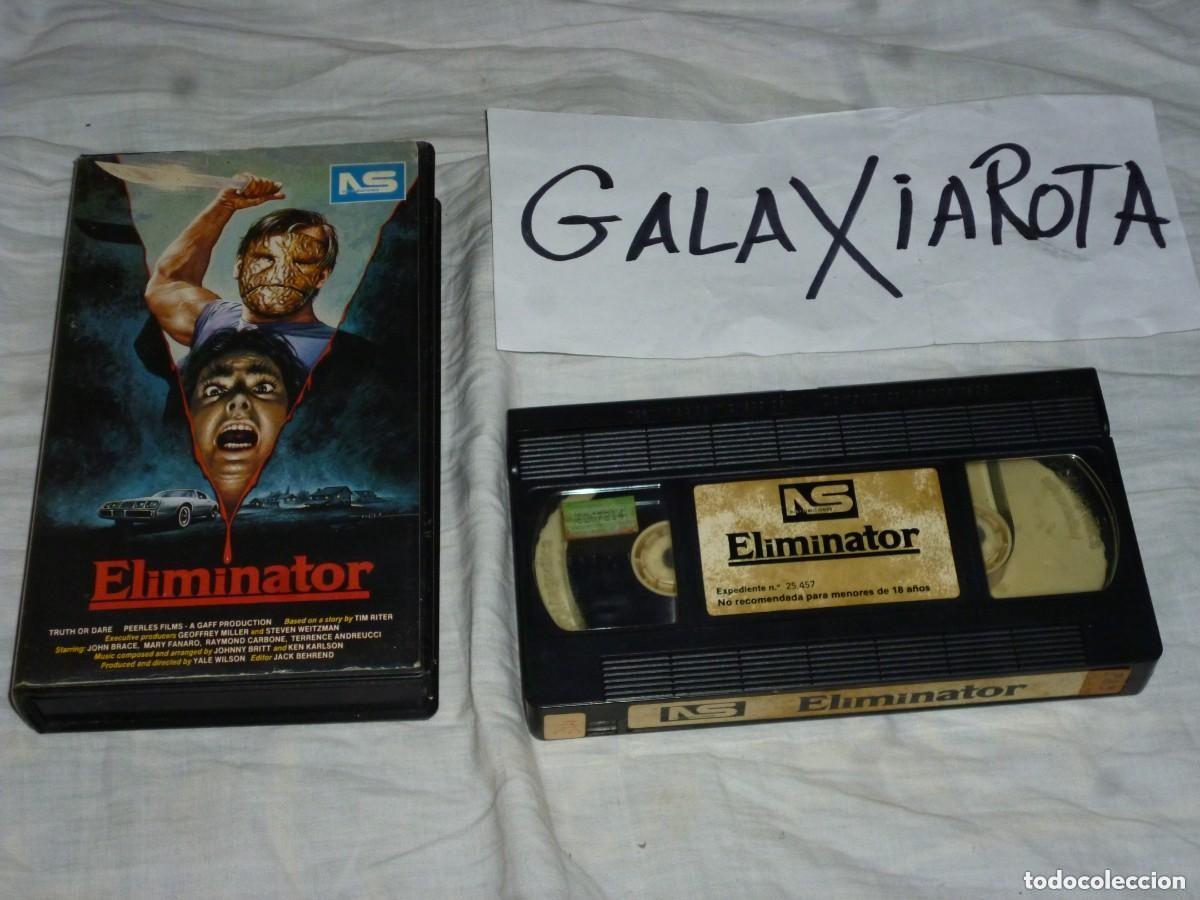 NS
Eliminator
TRUTH OR DARE PEERLES FILMS - A GAFF PRODUCTION Based on a story by TIM RITER
Executive producers GEOFFREY MILLER and STEVEN WEITZMAN
Starring: JOHN BRACE, MARY FANARO, RAYMOND CARBONE, TERRENCE ANDREUCCI
Music composed and arranged by JOHNNY BRITT and KEN KARLSON
Produced and directed by YALE WILSON Editor JACK BEHREND
GALAXiAROTA
NS
Eliminator
Expediente n.° 25.457
No recomendada para menores de 18 años
NS Eliminator
todocoleccion